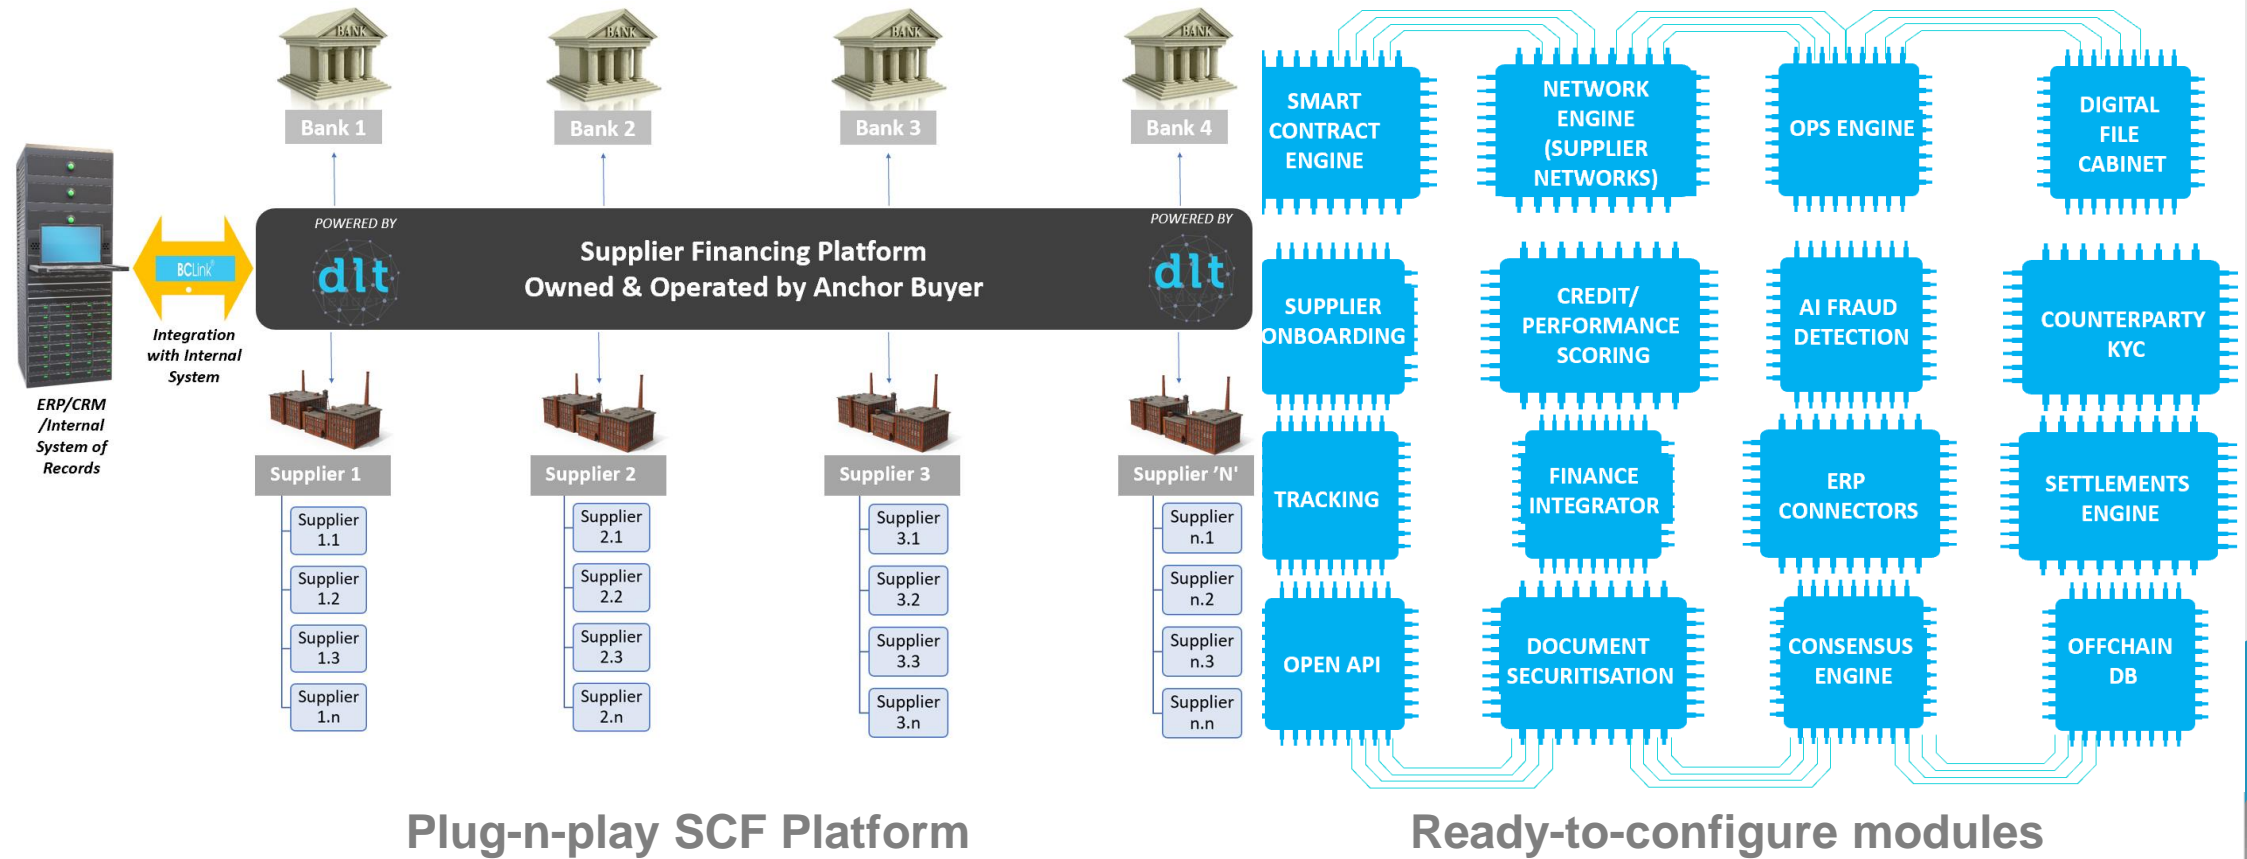 BANK
BANK
BANK
BANK
Bank 1
Bank 2
Bank 3
Bank 4
POWERED BY
dlt
Supplier Financing Platform
Owned & Operated by Anchor Buyer
POWERED BY
dlt
BCLink®
Integration
with Internal
System
ERP/CRM
/Internal
System of
Records
Supplier 1
Supplier 2
Supplier 3
Supplier ’N'
Supplier
1.1
Supplier
1.2
Supplier
1.3
Supplier
1.n
Supplier
2.1
Supplier
2.2
Supplier
2.3
Supplier
2.n
Supplier
3.1
Supplier
3.2
Supplier
3.3
Supplier
3.n
Supplier
n.1
Supplier
n.2
Supplier
n.3
Supplier
n.n
Plug-n-play SCF Platform
SMART
CONTRACT
ENGINE
NETWORK
ENGINE
(SUPPLIER
NETWORKS)
OPS ENGINE
DIGITAL
FILE
CABINET
SUPPLIER
ONBOARDING
CREDIT/
PERFORMANCE
SCORING
AI FRAUD
DETECTION
COUNTERPARTY
KYC
TRACKING
FINANCE
INTEGRATOR
ERP
CONNECTORS
SETTLEMENTS
ENGINE
OPEN API
DOCUMENT
SECURITISATION
CONSENSUS
ENGINE
OFFCHAIN
DB
Ready-to-configure modules